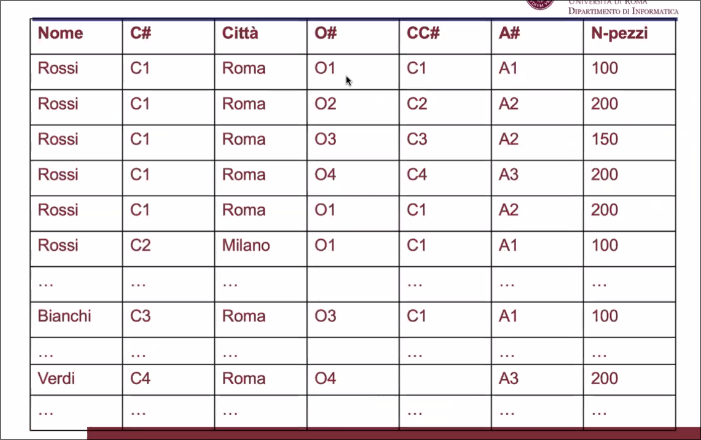 UNIVERSITÀ DI ROMA
DIPARTIMENTO DI INFORMATICA
Nome C# Città O# CC# A# N-pezzi
Rossi C1 Roma O1 C1 A1 100
Rossi C1 Roma O2 C2 A2 200
Rossi C1 Roma O3 C3 A2 150
Rossi C1 Roma O4 C4 A3 200
Rossi C1 Roma O1 C1 A2 200
Rossi C2 Milano O1 C1 A1 100
… … … … … …
Bianchi C3 Roma O3 C1 A1 100
… … … … … …
Verdi C4 Roma O4 A3 200
… … … … … …